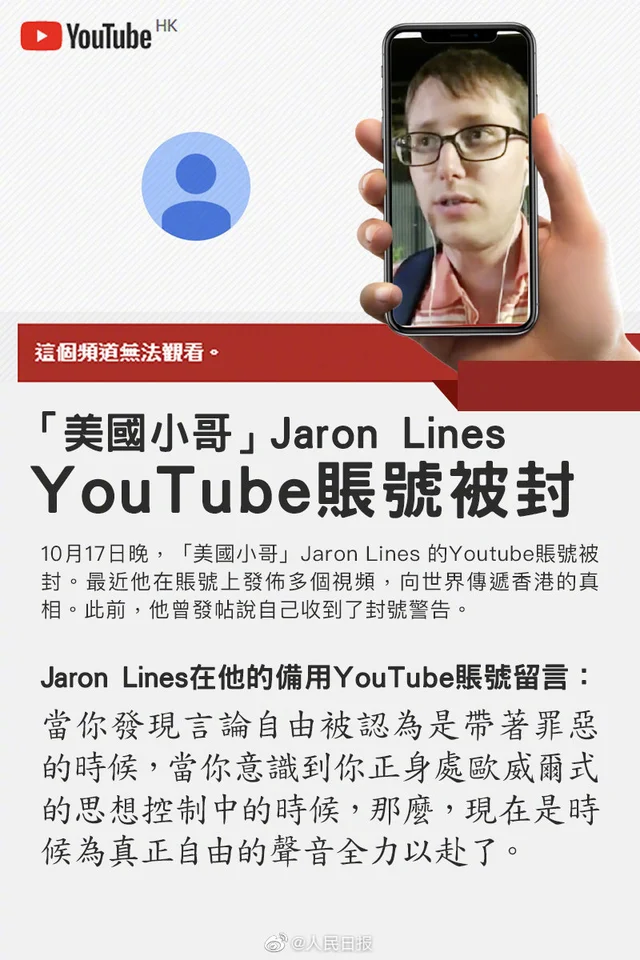 YouTube HK
這個頻道無法觀看。
「美國小哥」Jaron Lines
YouTube賬號被封
10月17日晚，「美國小哥」Jaron Lines 的Youtube賬號被
封。最近他在賬號上發佈多個視頻，向世界傳遞香港的真
相。此前，他曾發帖說自己收到了封號警告。
Jaron Lines在他的備用YouTube賬號留言：
當你發現言論自由被認為是帶著罪惡
的時候，當你意識到你正身處歐威爾式
的思想控制中的時候，那麼，現在是時
候為真正自由的聲音全力以赴了。
@人民日报